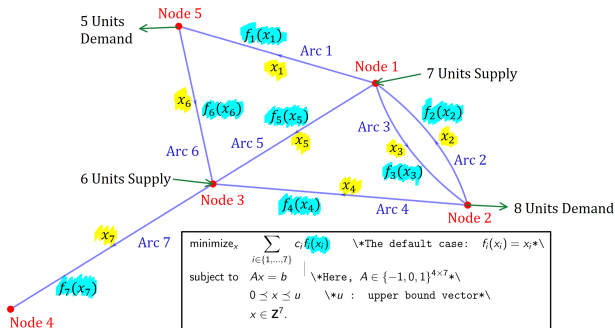 Node 5
5 Units
Demand
f₁(x₁)
Arc 1
x₁
Node 1
7 Units Supply
x₆
f₆(x₆)
f₅(x₅)
f₂(x₂)
x₂
Arc 3
Arc 6
Arc 5
x₅
x₃
f₃(x₃)
Arc 2
6 Units Supply
Node 3
x₄
f₄(x₄)
Arc 4
Node 2
8 Units Demand
x₇
Arc 7
f₇(x₇)
Node 4
minimizeₓ ∑_{i∈{1,…,7}} cᵢfᵢ(xᵢ) \*The default case: fᵢ(xᵢ) = xᵢ*\
subject to Ax = b \*Here, A ∈ {−1, 0, 1}^{4×7}*\
0 ⪯ x ⪯ u \*u : upper bound vector*\
x ∈ Z⁷.